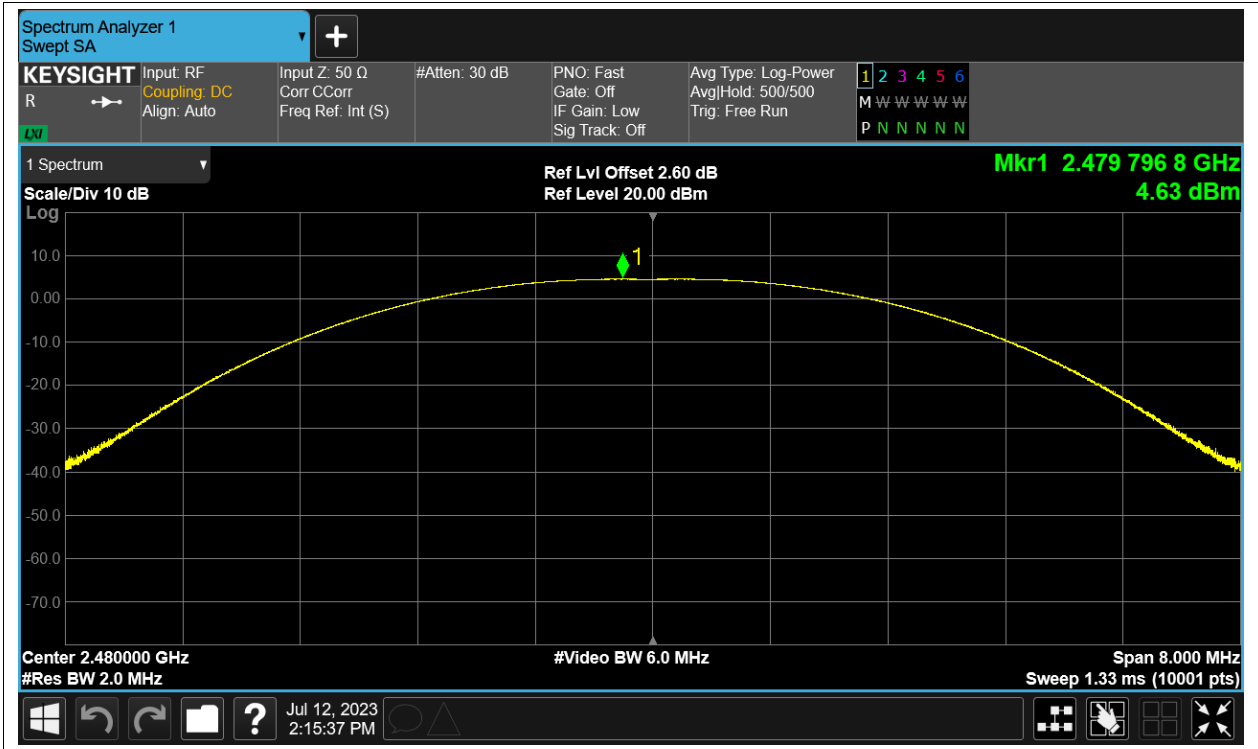 Spectrum Analyzer 1
Swept SA
KEYSIGHT
R
LXI
Input: RF
Coupling: DC
Align: Auto
Input Z: 50 Ω
Corr CCorr
Freq Ref: Int (S)
#Atten: 30 dB
PNO: Fast
Gate: Off
IF Gain: Low
Sig Track: Off
Avg Type: Log-Power
Avg|Hold: 500/500
Trig: Free Run
1 2 3 4 5 6
M W W W W W
P N N N N N
1 Spectrum
Scale/Div 10 dB
Log
Ref Lvl Offset 2.60 dB
Ref Level 20.00 dBm
Mkr1 2.479 796 8 GHz
4.63 dBm
1
10.0
0.00
-10.0
-20.0
-30.0
-40.0
-50.0
-60.0
-70.0
Center 2.480000 GHz
#Res BW 2.0 MHz
#Video BW 6.0 MHz
Span 8.000 MHz
Sweep 1.33 ms (10001 pts)
?
Jul 12, 2023
2:15:37 PM